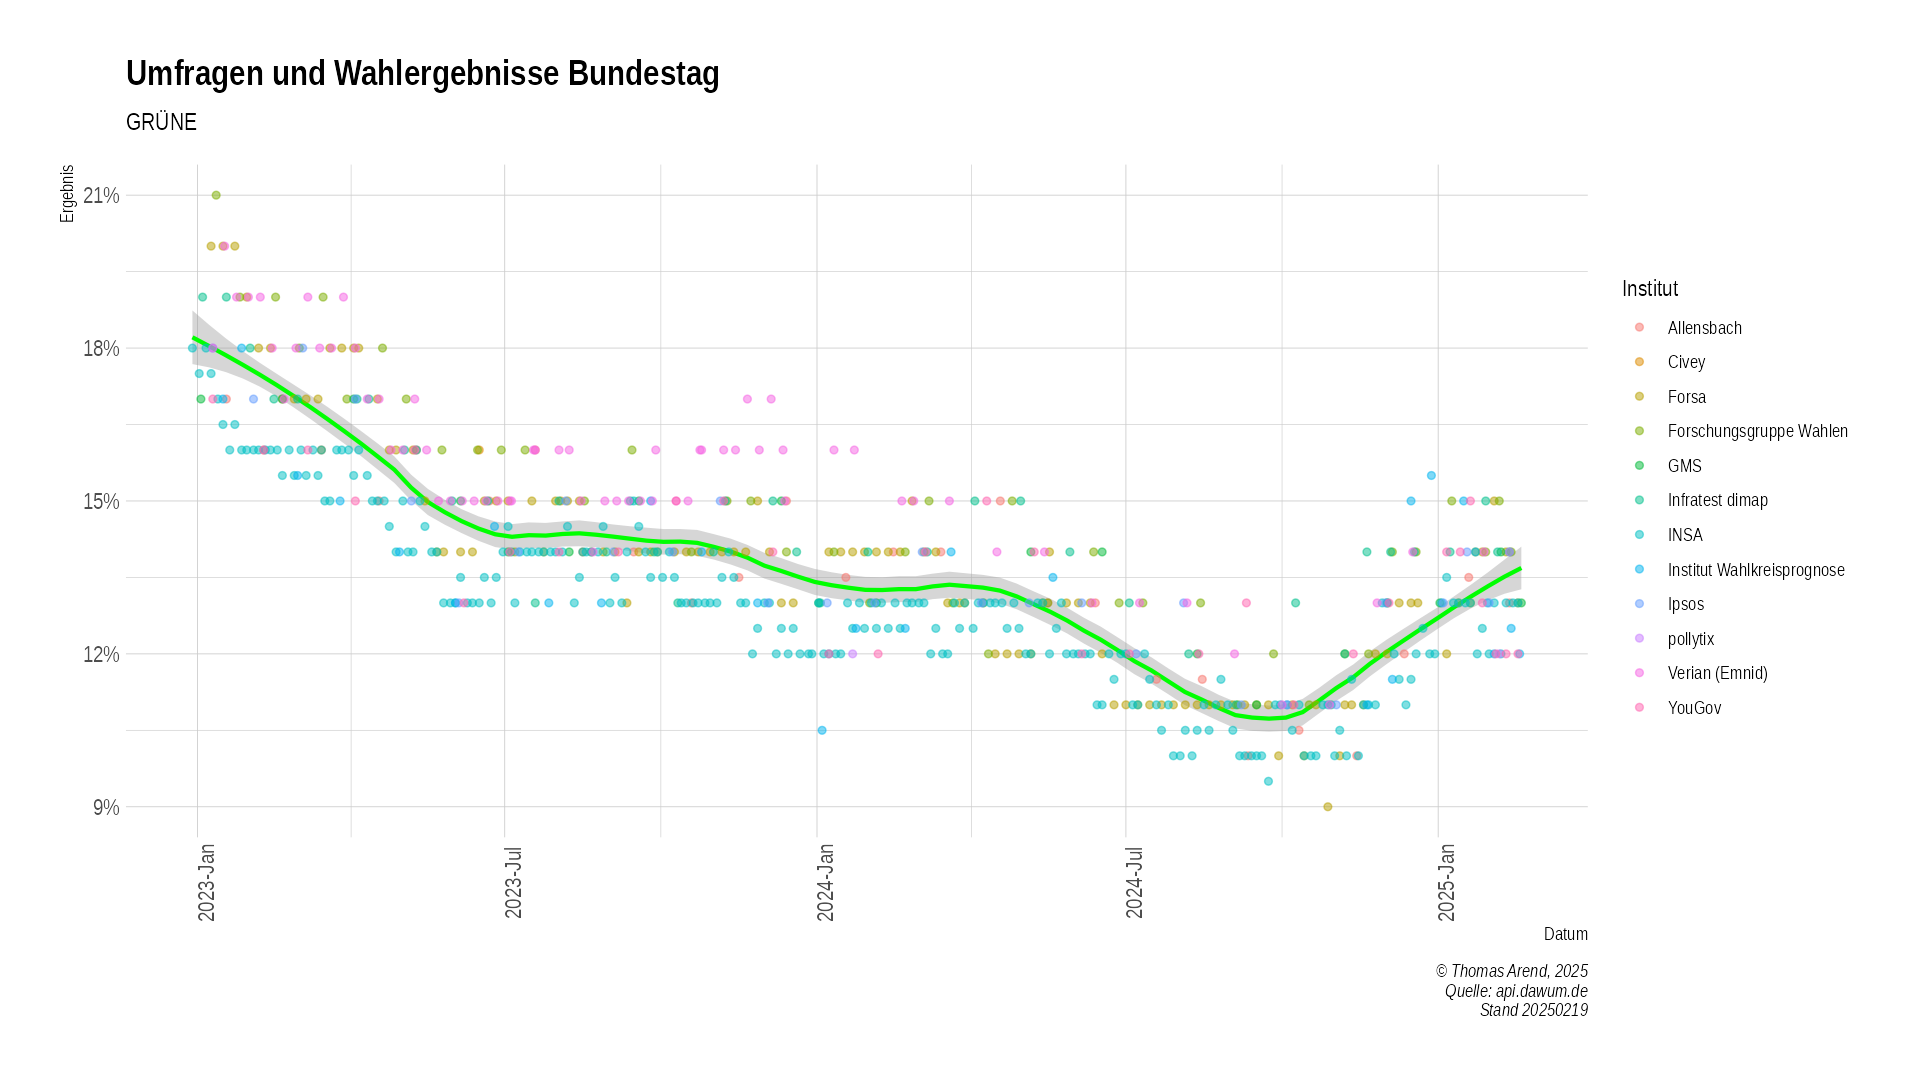 Umfragen und Wahlergebnisse Bundestag
GRÜNE
Ergebnis
21%
18%
15%
12%
9%
2023-Jan
2023-Jul
2024-Jan
2024-Jul
2025-Jan
Datum
Institut
Allensbach
Civey
Forsa
Forschungsgruppe Wahlen
GMS
Infratest dimap
INSA
Institut Wahlkreisprognose
Ipsos
pollytix
Verian (Emnid)
YouGov
© Thomas Arend, 2025
Quelle: api.dawum.de
Stand 20250219